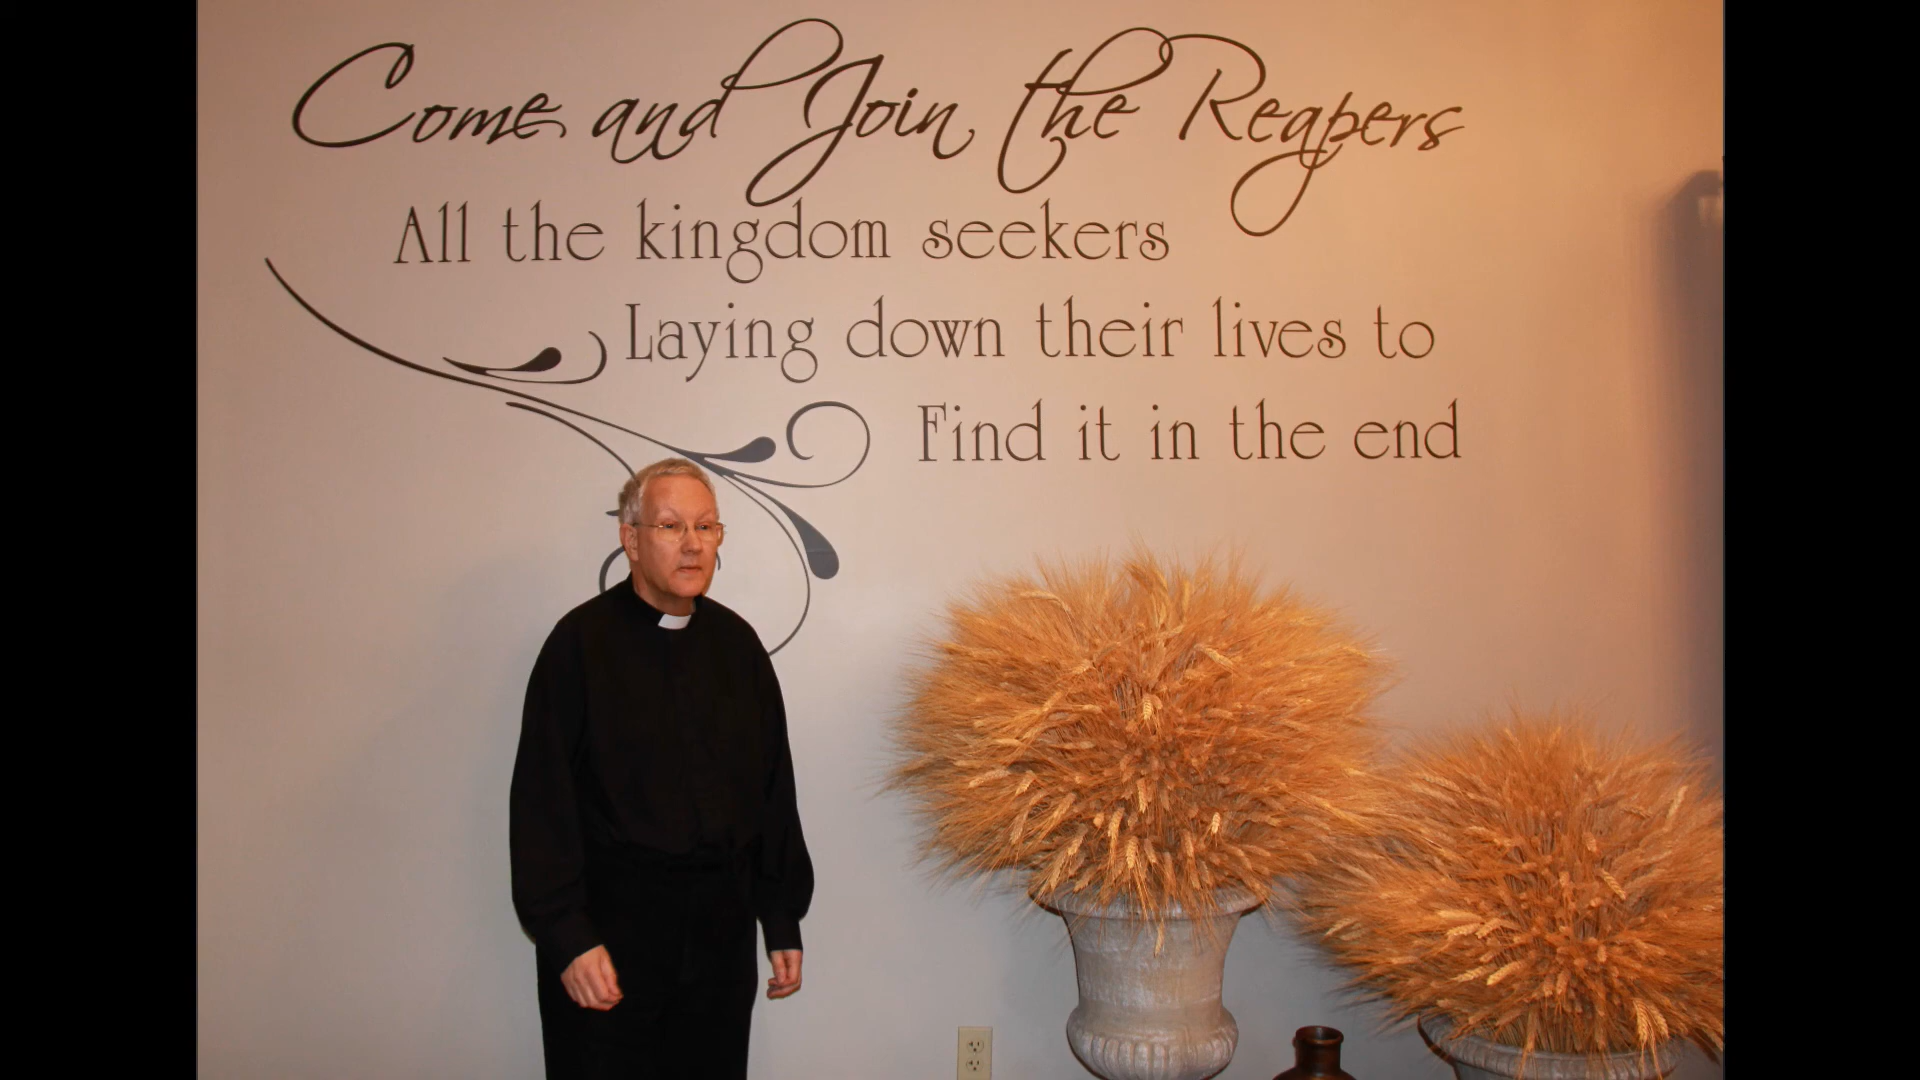 Come and Join the Reapers
All the kingdom seekers
Laying down their lives to
Find it in the end